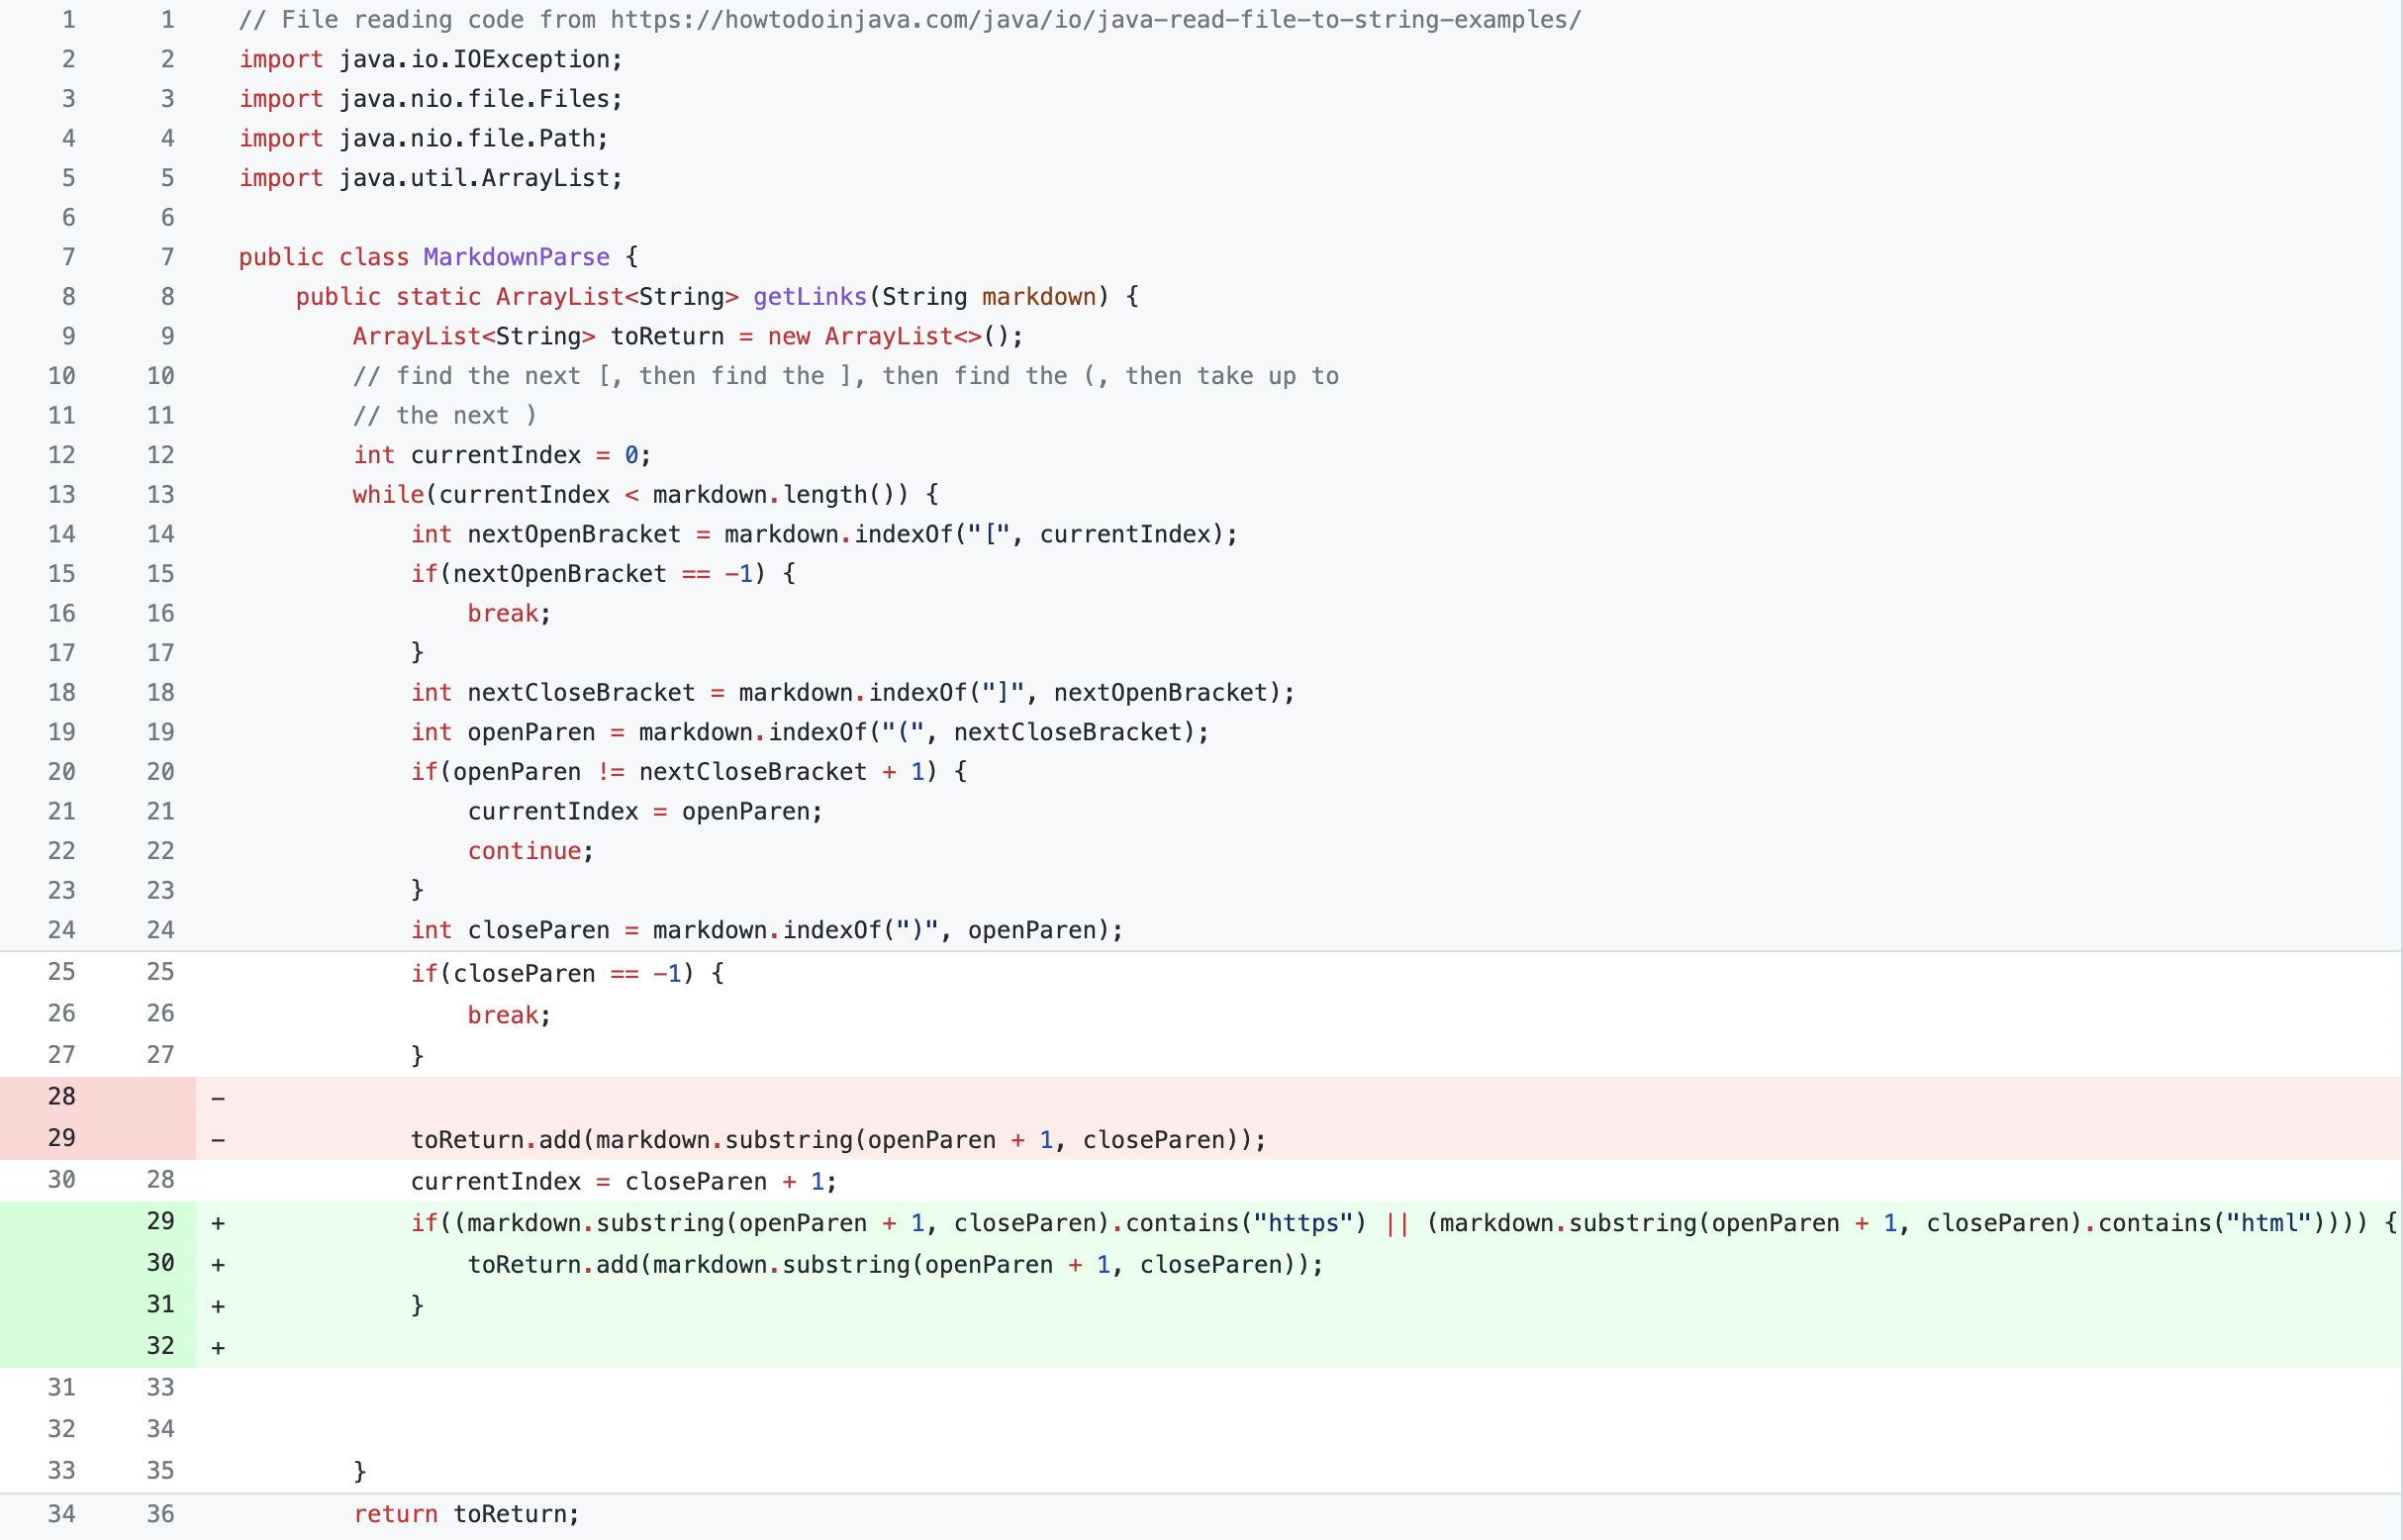 1 1 // File reading code from https://howtodoinjava.com/java/io/java-read-file-to-string-examples/
2 2 import java.io.IOException;
3 3 import java.nio.file.Files;
4 4 import java.nio.file.Path;
5 5 import java.util.ArrayList;
6 6
7 7 public class MarkdownParse {
8 8     public static ArrayList<String> getLinks(String markdown) {
9 9         ArrayList<String> toReturn = new ArrayList<>();
10 10         // find the next [, then find the ], then find the (, then take up to
11 11         // the next )
12 12         int currentIndex = 0;
13 13         while(currentIndex < markdown.length()) {
14 14             int nextOpenBracket = markdown.indexOf("[", currentIndex);
15 15             if(nextOpenBracket == -1) {
16 16                 break;
17 17             }
18 18             int nextCloseBracket = markdown.indexOf("]", nextOpenBracket);
19 19             int openParen = markdown.indexOf("(", nextCloseBracket);
20 20             if(openParen != nextCloseBracket + 1) {
21 21                 currentIndex = openParen;
22 22                 continue;
23 23             }
24 24             int closeParen = markdown.indexOf(")", openParen);
25 25             if(closeParen == -1) {
26 26                 break;
27 27             }
28 -
29 -             toReturn.add(markdown.substring(openParen + 1, closeParen));
30 28             currentIndex = closeParen + 1;
29 +             if((markdown.substring(openParen + 1, closeParen).contains("https") || (markdown.substring(openParen + 1, closeParen).contains("html")))) {
30 +                 toReturn.add(markdown.substring(openParen + 1, closeParen));
31 +             }
32 +
31 33
32 34
33 35         }
34 36         return toReturn;